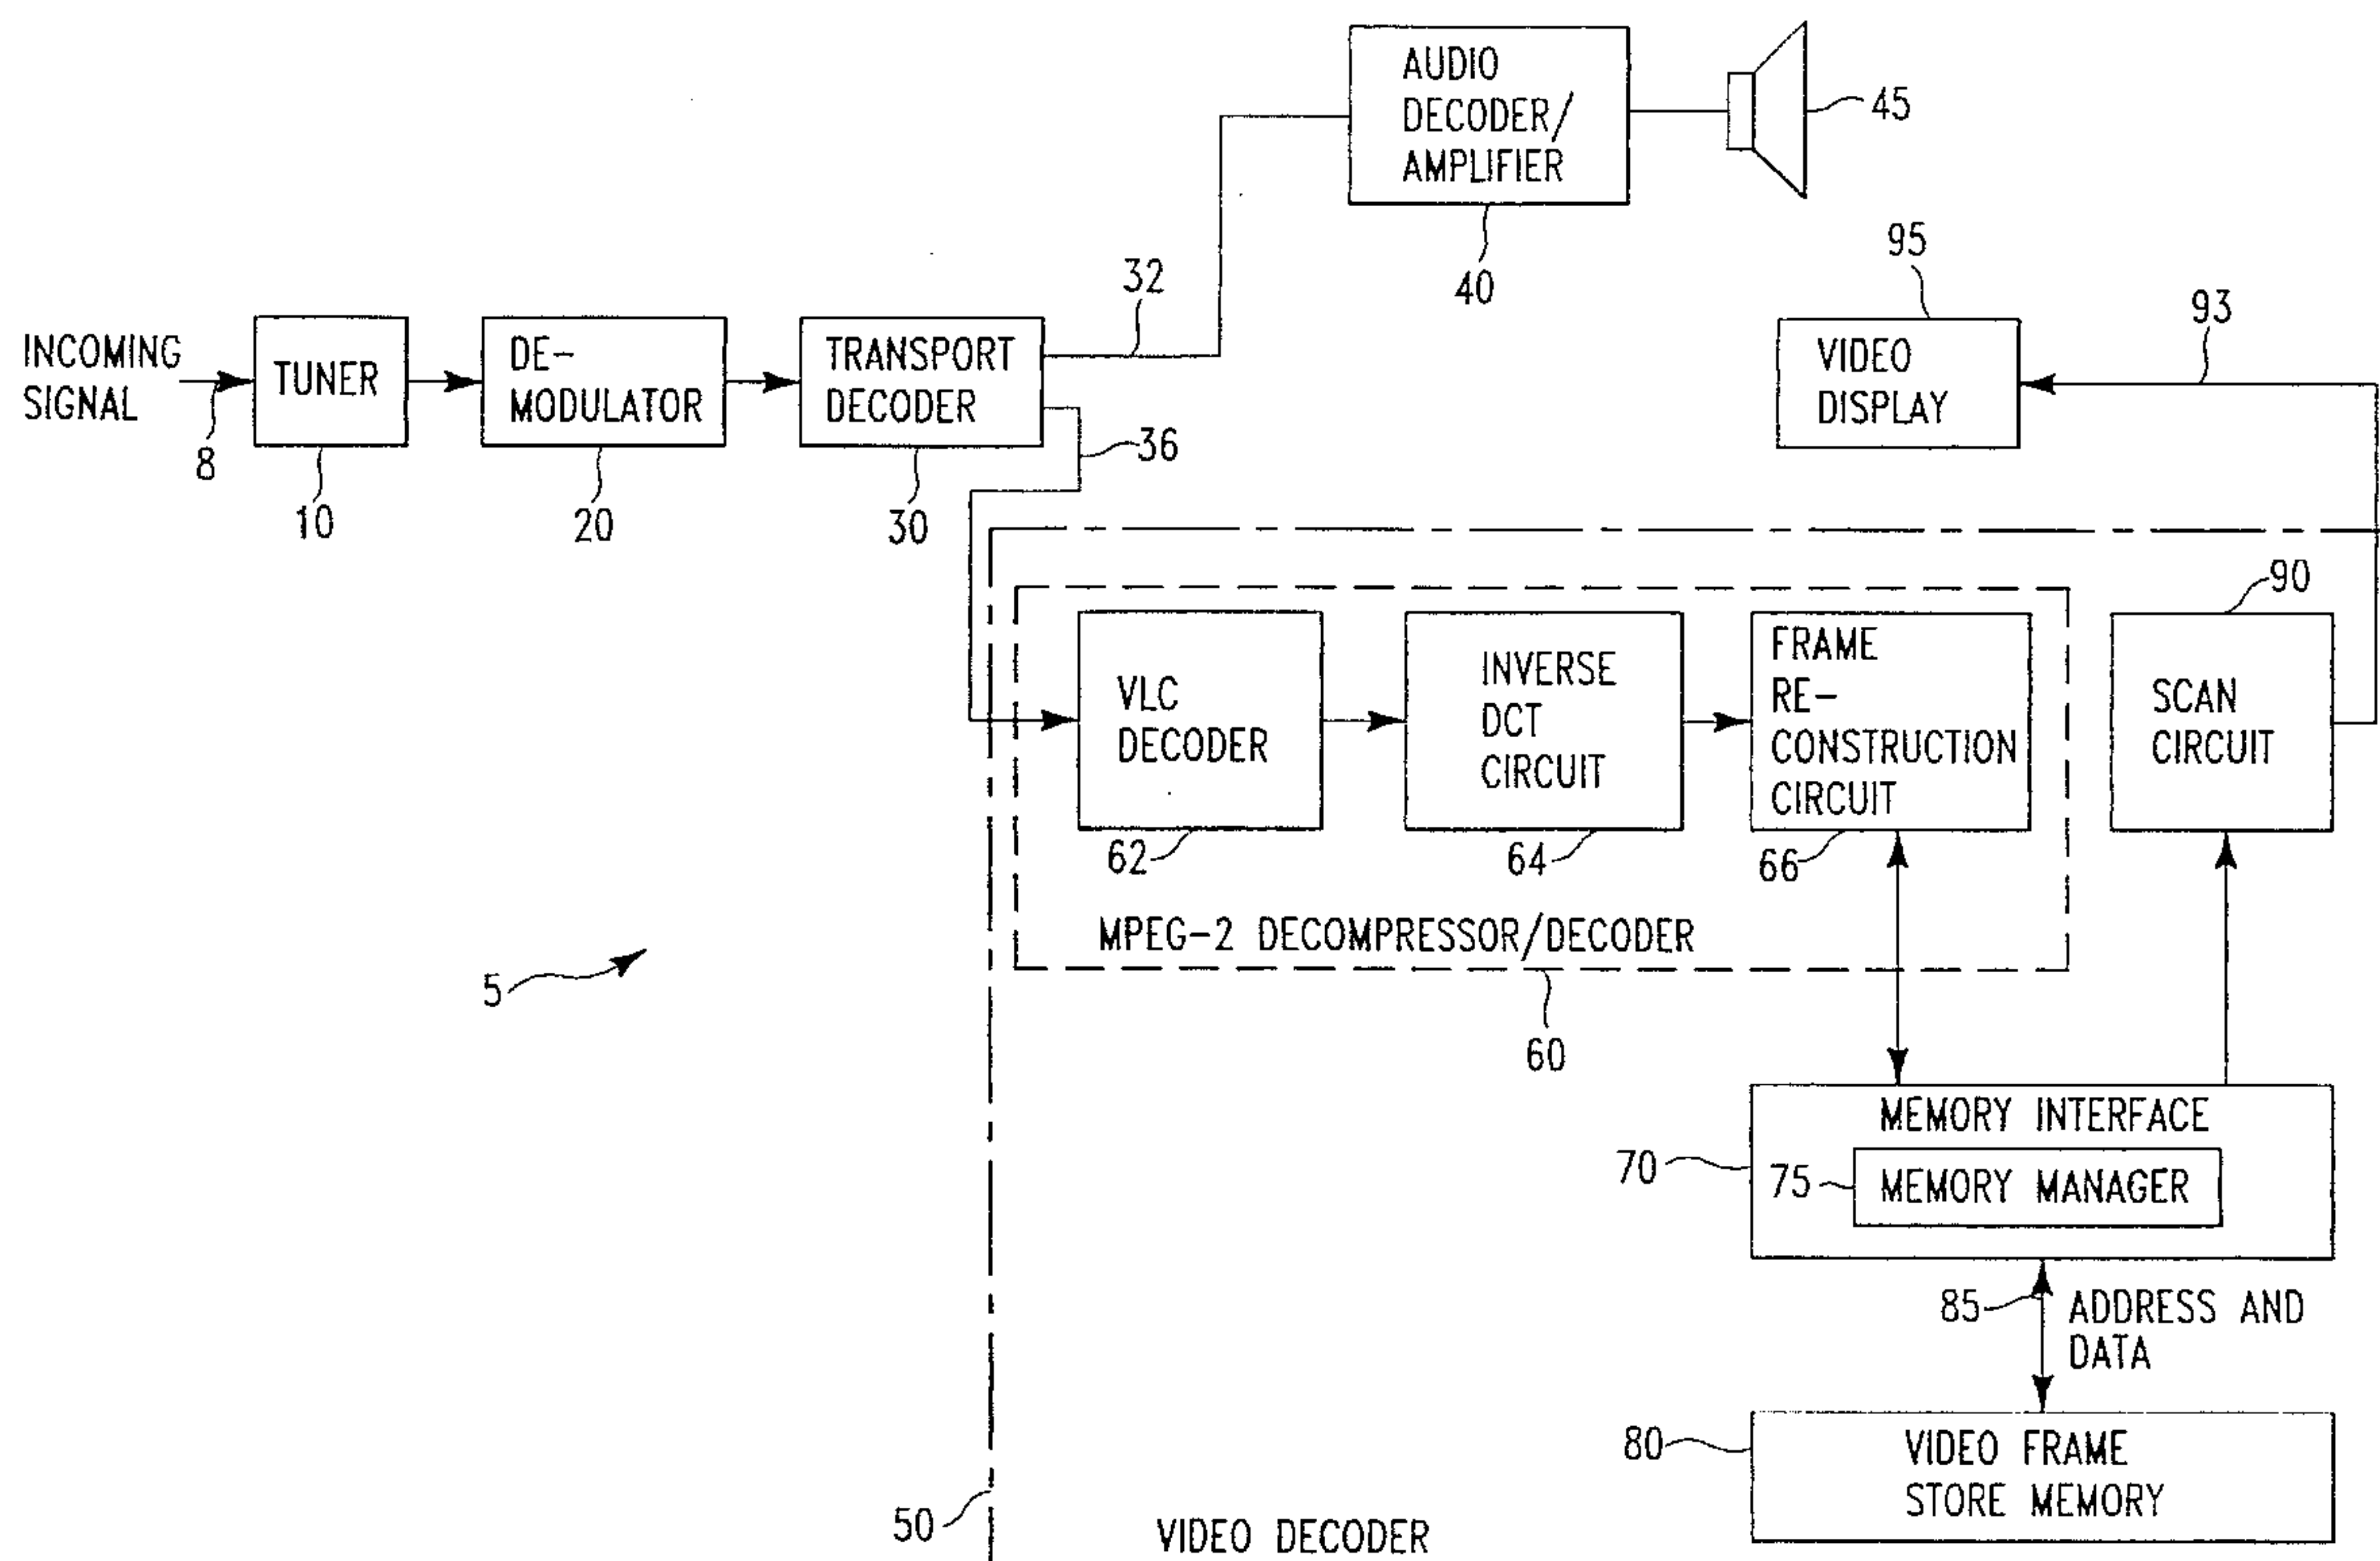 AUDIO
DECODER/
AMPLIFIER
45
40
95
93
32
INCOMING
SIGNAL
8
TUNER
10
DE-
MODULATOR
20
TRANSPORT
DECODER
30
36
VIDEO
DISPLAY
90
VLC
DECODER
62
INVERSE
DCT
CIRCUIT
64
FRAME
RE-
CONSTRUCTION
CIRCUIT
66
SCAN
CIRCUIT
MPEG-2 DECOMPRESSOR/DECODER
60
5
MEMORY INTERFACE
70
75
MEMORY MANAGER
85
ADDRESS AND
DATA
80
VIDEO FRAME
STORE MEMORY
50
VIDEO DECODER